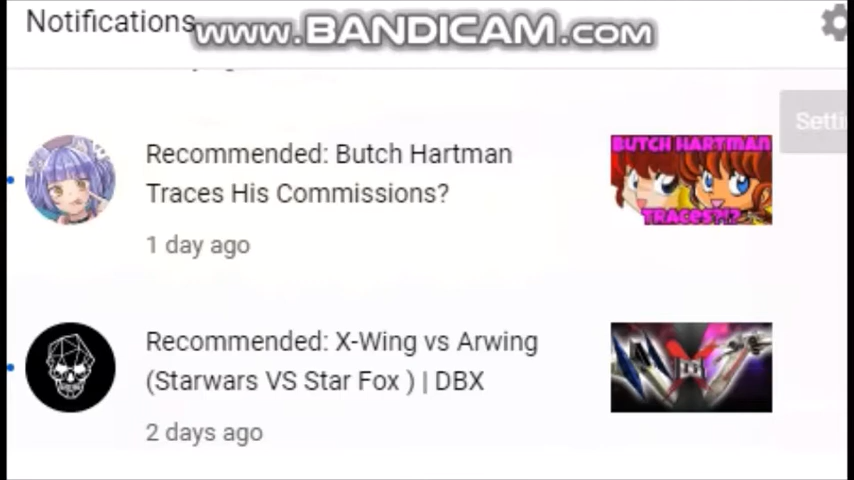 Notifications
www.BANDICAM.com
Setti
Recommended: Butch Hartman
Traces His Commissions?
1 day ago
BUTCH HARTMAN
TRACES?!?
Recommended: X-Wing vs Arwing
(Starwars VS Star Fox ) | DBX
2 days ago